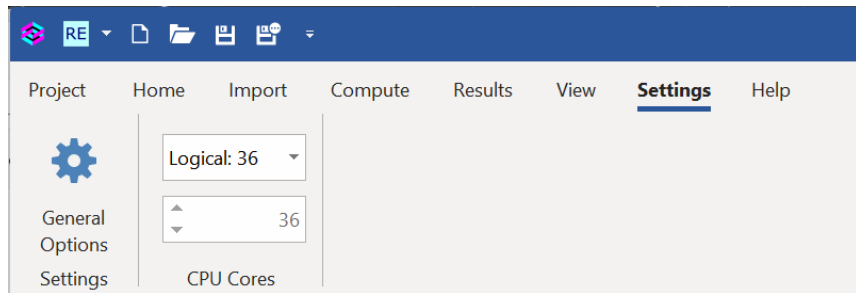 RE
Project Home Import Compute Results View Settings Help
Logical: 36
36
General
Options
Settings CPU Cores